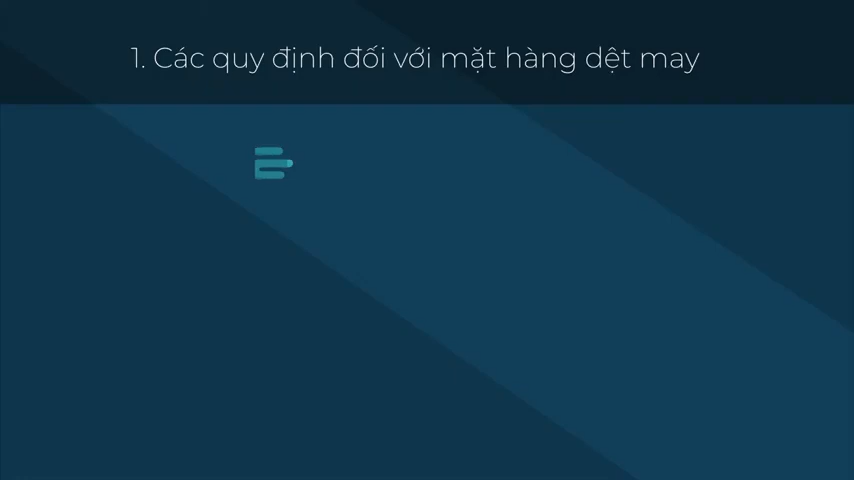 1. Các quy định đối với mặt hàng dệt may